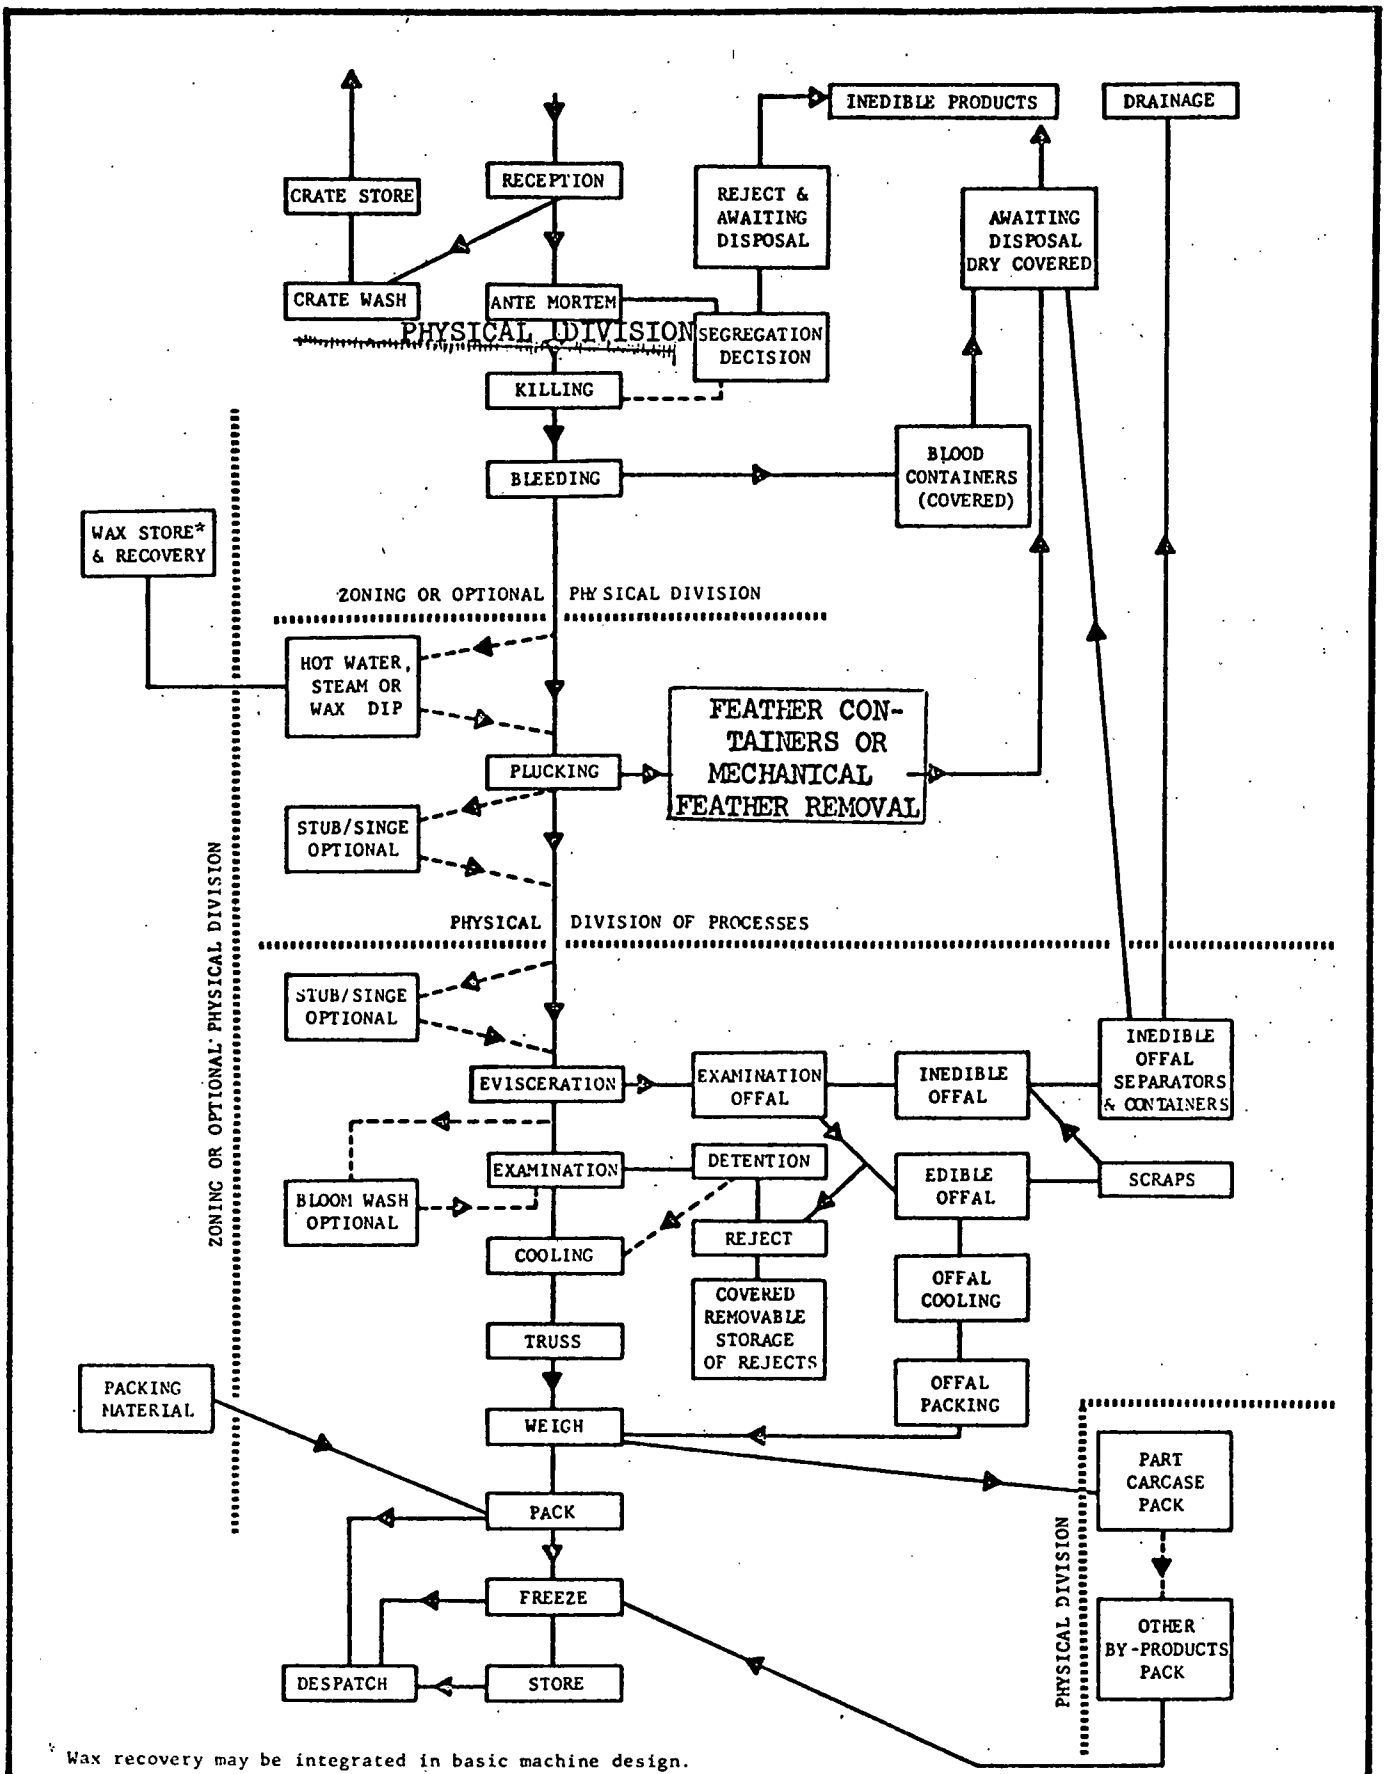 INEDIBLE PRODUCTS
DRAINAGE
CRATE STORE
RECEPTION
REJECT &
AWAITING
DISPOSAL
AWAITING
DISPOSAL
DRY COVERED
CRATE WASH
ANTE MORTEM
PHYSICAL DIVISION
SEGREGATION
DECISION
KILLING
BLEEDING
BLOOD
CONTAINERS
(COVERED)
WAX STORE*
& RECOVERY
ZONING OR OPTIONAL PHYSICAL DIVISION
HOT WATER,
STEAM OR
WAX DIP
FEATHER CON-
TAINERS OR
MECHANICAL
FEATHER REMOVAL
PLUCKING
STUB/SINGE
OPTIONAL
ZONING OR OPTIONAL PHYSICAL DIVISION
PHYSICAL DIVISION OF PROCESSES
STUB/SINGE
OPTIONAL
EVISCERATION
EXAMINATION
OFFAL
INEDIBLE
OFFAL
INEDIBLE
OFFAL
SEPARATORS
& CONTAINERS
EXAMINATION
DETENTION
EDIBLE
OFFAL
SCRAPS
BLOOM WASH
OPTIONAL
REJECT
COOLING
COVERED
REMOVABLE
STORAGE
OF REJECTS
OFFAL
COOLING
TRUSS
PACKING
MATERIAL
OFFAL
PACKING
WEIGH
PART
CARCASE
PACK
PACK
PHYSICAL DIVISION
FREEZE
OTHER
BY-PRODUCTS
PACK
DESPATCH
STORE
* Wax recovery may be integrated in basic machine design.